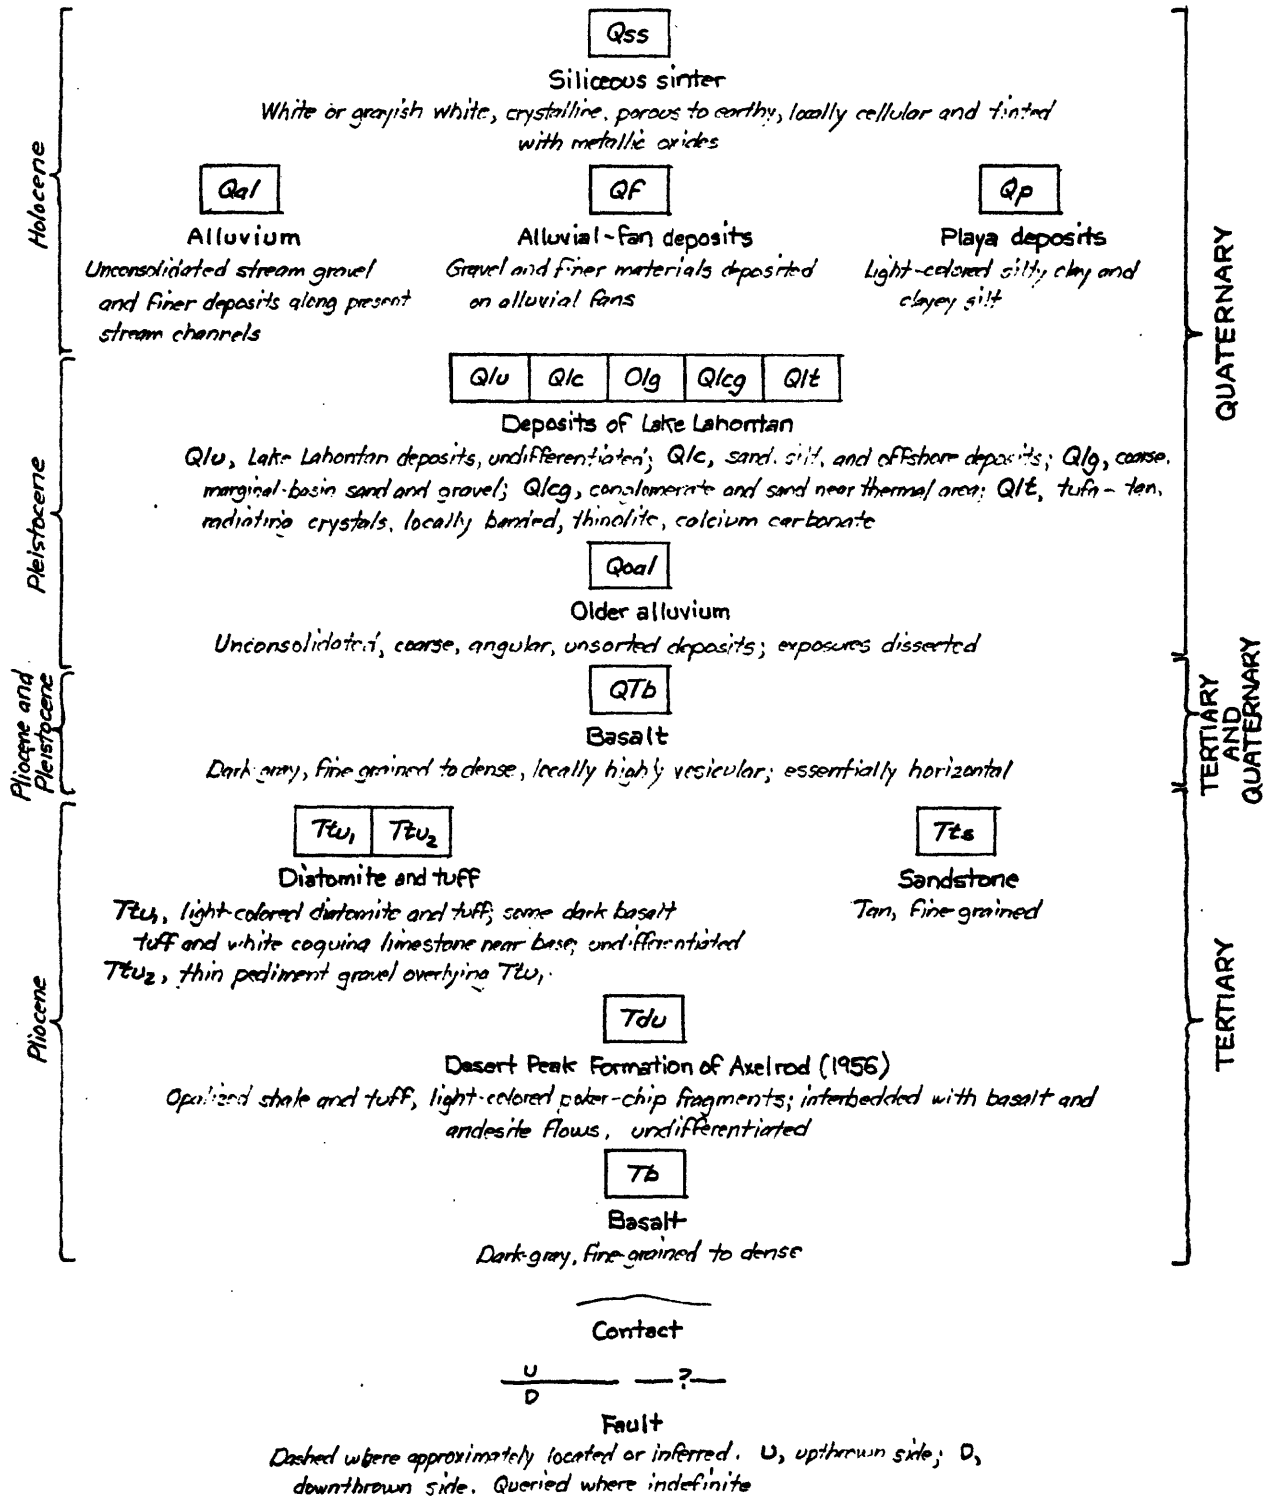 Qss
Siliceous sinter
White or grayish white, crystalline, porous to earthy, locally cellular and tinted
with metallic oxides
Holocene
Qal
Qf
Qp
Alluvium
Alluvial-fan deposits
Playa deposits
Unconsolidated stream gravel
Gravel and finer materials deposited
Light-colored silty clay and
and finer deposits along present
on alluvial fans
clayey silt
stream channels
QUATERNARY
Qlu Qlc Olg Qlcg Qlt
Deposits of Lake Lahontan
Qlu, Lake Lahontan deposits, undifferentiated; Qlc, sand, silt, and offshore deposits; Qlg, coarse,
marginal-basin sand and gravel; Qlcg, conglomerate and sand near thermal area; Qlt, tufa - tan,
radiating crystals, locally banded, thinolite, calcium carbonate
Pleistocene
Qoal
Older alluvium
Unconsolidated, coarse, angular, unsorted deposits; exposures dissected
Pliocene and
Pleistocene
QTb
Basalt
Dark-gray, fine grained to dense, locally highly vesicular; essentially horizontal
TERTIARY
AND
QUATERNARY
Ttu₁ Ttu₂
Tts
Diatomite and tuff
Sandstone
Ttu₁, light-colored diatomite and tuff; some dark basalt
Tan, fine grained
tuff and white coquina limestone near base; undifferentiated
Ttu₂, thin pediment gravel overlying Ttu₁.
Pliocene
TERTIARY
Tdu
Desert Peak Formation of Axelrod (1956)
Opalized shale and tuff, light-colored poker-chip fragments; interbedded with basalt and
andesite flows, undifferentiated
Tb
Basalt
Dark-gray, fine-grained to dense
Contact
U
D
?
Fault
Dashed where approximately located or inferred. U, upthrown side; D,
downthrown side. Queried where indefinite